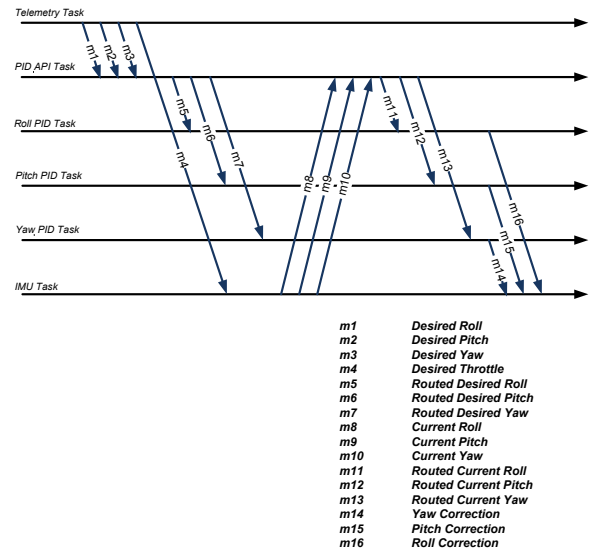 Telemetry Task
m1
m2
m3
PID API Task
m4
m5
m6
m7
m8
m9
m10
m11
m12
m13
Roll PID Task
Pitch PID Task
m16
m15
Yaw PID Task
m14
IMU Task
m1 Desired Roll
m2 Desired Pitch
m3 Desired Yaw
m4 Desired Throttle
m5 Routed Desired Roll
m6 Routed Desired Pitch
m7 Routed Desired Yaw
m8 Current Roll
m9 Current Pitch
m10 Current Yaw
m11 Routed Current Roll
m12 Routed Current Pitch
m13 Routed Current Yaw
m14 Yaw Correction
m15 Pitch Correction
m16 Roll Correction